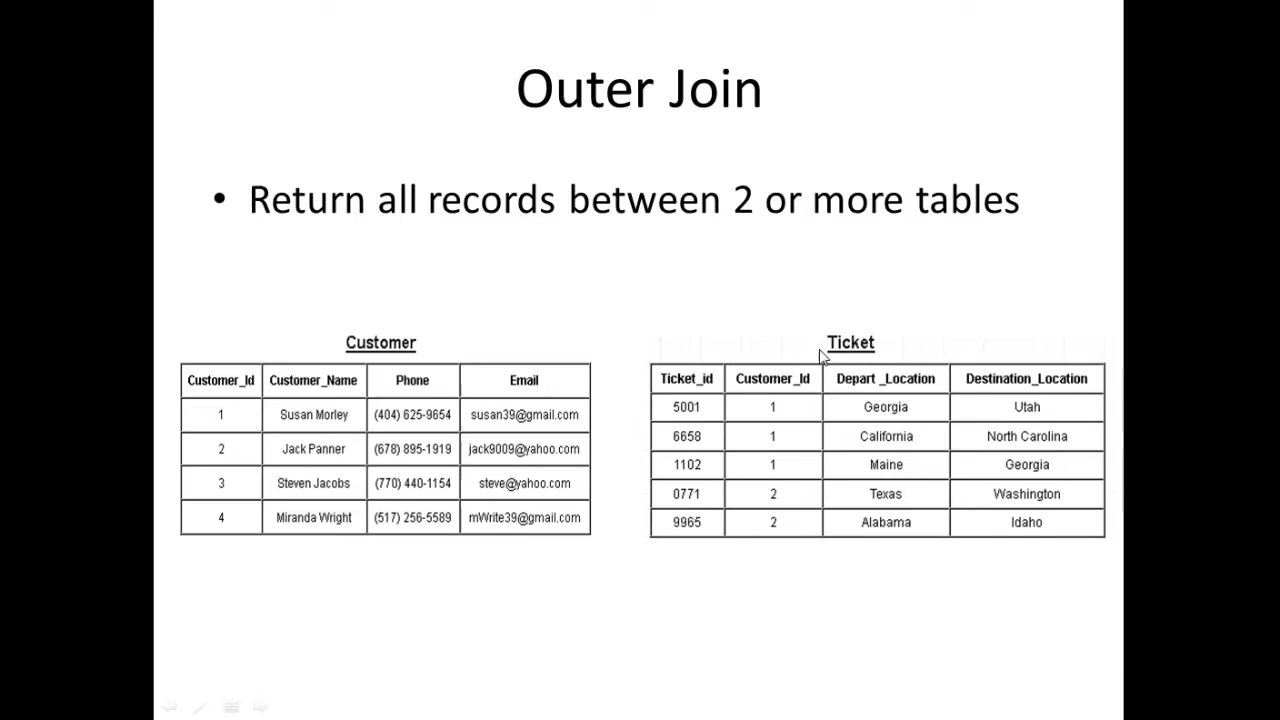 Outer Join
• Return all records between 2 or more tables
Customer
Customer_Id Customer_Name Phone Email
1 Susan Morley (404) 625-9654 susan39@gmail.com
2 Jack Panner (678) 895-1919 jack9009@yahoo.com
3 Steven Jacobs (770) 440-1154 steve@yahoo.com
4 Miranda Wright (517) 256-5589 mWrite39@gmail.com
Ticket
Ticket_id Customer_Id Depart _Location Destination_Location
5001 1 Georgia Utah
6658 1 California North Carolina
1102 1 Maine Georgia
0771 2 Texas Washington
9965 2 Alabama Idaho